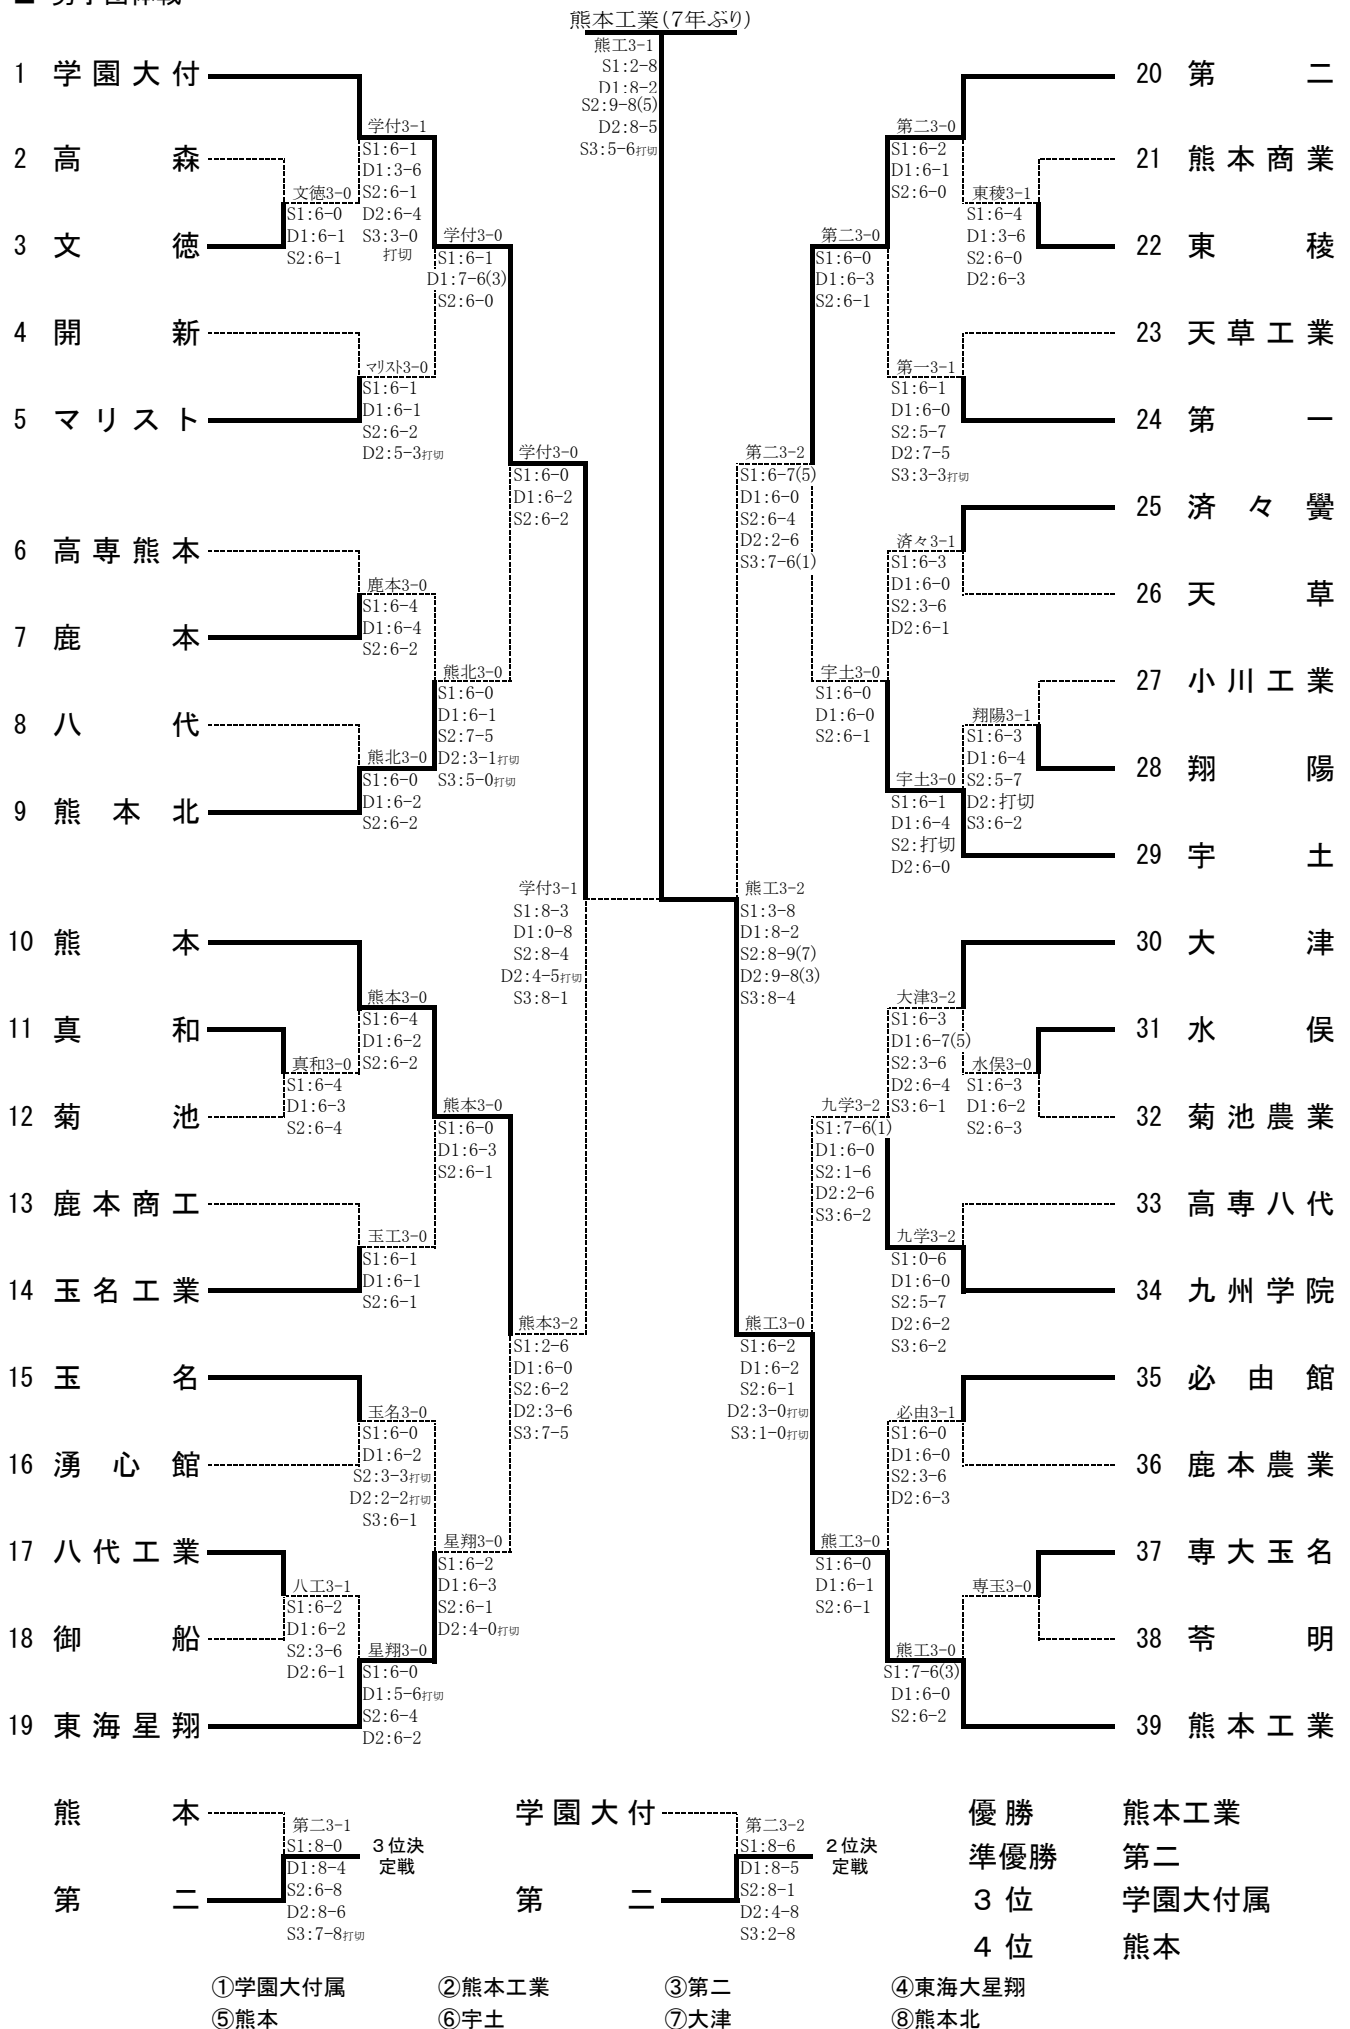 熊本工業(7年ぶり)
熊工3-1
S1:2-8
D1:8-2
S2:9-8(5)
D2:8-5
S3:5-6打切
1 学園大付
2 高森
3 文徳
4 開新
5 マリスト
6 高専熊本
7 鹿本
8 八代
9 熊本北
10 熊本
11 真和
12 菊池
13 鹿本商工
14 玉名工業
15 玉名
16 湧心館
17 八代工業
18 御船
19 東海星翔
文徳3-0
S1:6-0
D1:6-1
S2:6-1
真和3-0
S1:6-4
D1:6-3
S2:6-4
八工3-1
S1:6-2
D1:6-2
S2:3-6
D2:6-1
学付3-1
S1:6-1
D1:3-6
S2:6-1
D2:6-4
S3:3-0
打切
マリスト3-0
S1:6-1
D1:6-1
S2:6-2
D2:5-3打切
鹿本3-0
S1:6-4
D1:6-4
S2:6-2
熊北3-0
S1:6-0
D1:6-2
S2:6-2
熊本3-0
S1:6-4
D1:6-2
S2:6-2
玉工3-0
S1:6-1
D1:6-1
S2:6-1
玉名3-0
S1:6-0
D1:6-2
S2:3-3打切
D2:2-2打切
S3:6-1
星翔3-0
S1:6-0
D1:5-6打切
S2:6-4
D2:6-2
学付3-0
S1:6-1
D1:7-6(3)
S2:6-0
熊北3-0
S1:6-0
D1:6-1
S2:7-5
D2:3-1打切
S3:5-0打切
熊本3-0
S1:6-0
D1:6-3
S2:6-1
星翔3-0
S1:6-2
D1:6-3
S2:6-1
D2:4-0打切
学付3-0
S1:6-0
D1:6-2
S2:6-2
熊本3-2
S1:2-6
D1:6-0
S2:6-2
D2:3-6
S3:7-5
学付3-1
S1:8-3
D1:0-8
S2:8-4
D2:4-5打切
S3:8-1
熊工3-2
S1:3-8
D1:8-2
S2:8-9(7)
D2:9-8(3)
S3:8-4
第二3-2
S1:6-7(5)
D1:6-0
S2:6-4
D2:2-6
S3:7-6(1)
熊工3-0
S1:6-2
D1:6-2
S2:6-1
D2:3-0打切
S3:1-0打切
第二3-0
S1:6-0
D1:6-3
S2:6-1
宇土3-0
S1:6-0
D1:6-0
S2:6-1
九学3-2
S1:7-6(1)
D1:6-0
S2:1-6
D2:2-6
S3:6-2
熊工3-0
S1:6-0
D1:6-1
S2:6-1
第二3-0
S1:6-2
D1:6-1
S2:6-0
第一3-1
S1:6-1
D1:6-0
S2:5-7
D2:7-5
S3:3-3打切
済々3-1
S1:6-3
D1:6-0
S2:3-6
D2:6-1
宇土3-0
S1:6-1
D1:6-4
S2:打切
D2:6-0
大津3-2
S1:6-3
D1:6-7(5)
S2:3-6
D2:6-4
S3:6-1
九学3-2
S1:0-6
D1:6-0
S2:5-7
D2:6-2
S3:6-2
必由3-1
S1:6-0
D1:6-0
S2:3-6
D2:6-3
熊工3-0
S1:7-6(3)
D1:6-0
S2:6-2
東稜3-1
S1:6-4
D1:3-6
S2:6-0
D2:6-3
翔陽3-1
S1:6-3
D1:6-4
S2:5-7
D2:打切
S3:6-2
水俣3-0
S1:6-3
D1:6-2
S2:6-3
専玉3-0
20 第二
21 熊本商業
22 東稜
23 天草工業
24 第一
25 済々黌
26 天草
27 小川工業
28 翔陽
29 宇土
30 大津
31 水俣
32 菊池農業
33 高専八代
34 九州学院
35 必由館
36 鹿本農業
37 専大玉名
38 苓明
39 熊本工業
熊本
第二
第二3-1
S1:8-0
D1:8-4
S2:6-8
D2:8-6
S3:7-8打切
3位決
定戦
学園大付
第二
第二3-2
S1:8-6
D1:8-5
S2:8-1
D2:4-8
S3:2-8
2位決
定戦
優勝 熊本工業
準優勝 第二
3位 学園大付属
4位 熊本
①学園大付属 ②熊本工業 ③第二 ④東海大星翔
⑤熊本 ⑥宇土 ⑦大津 ⑧熊本北